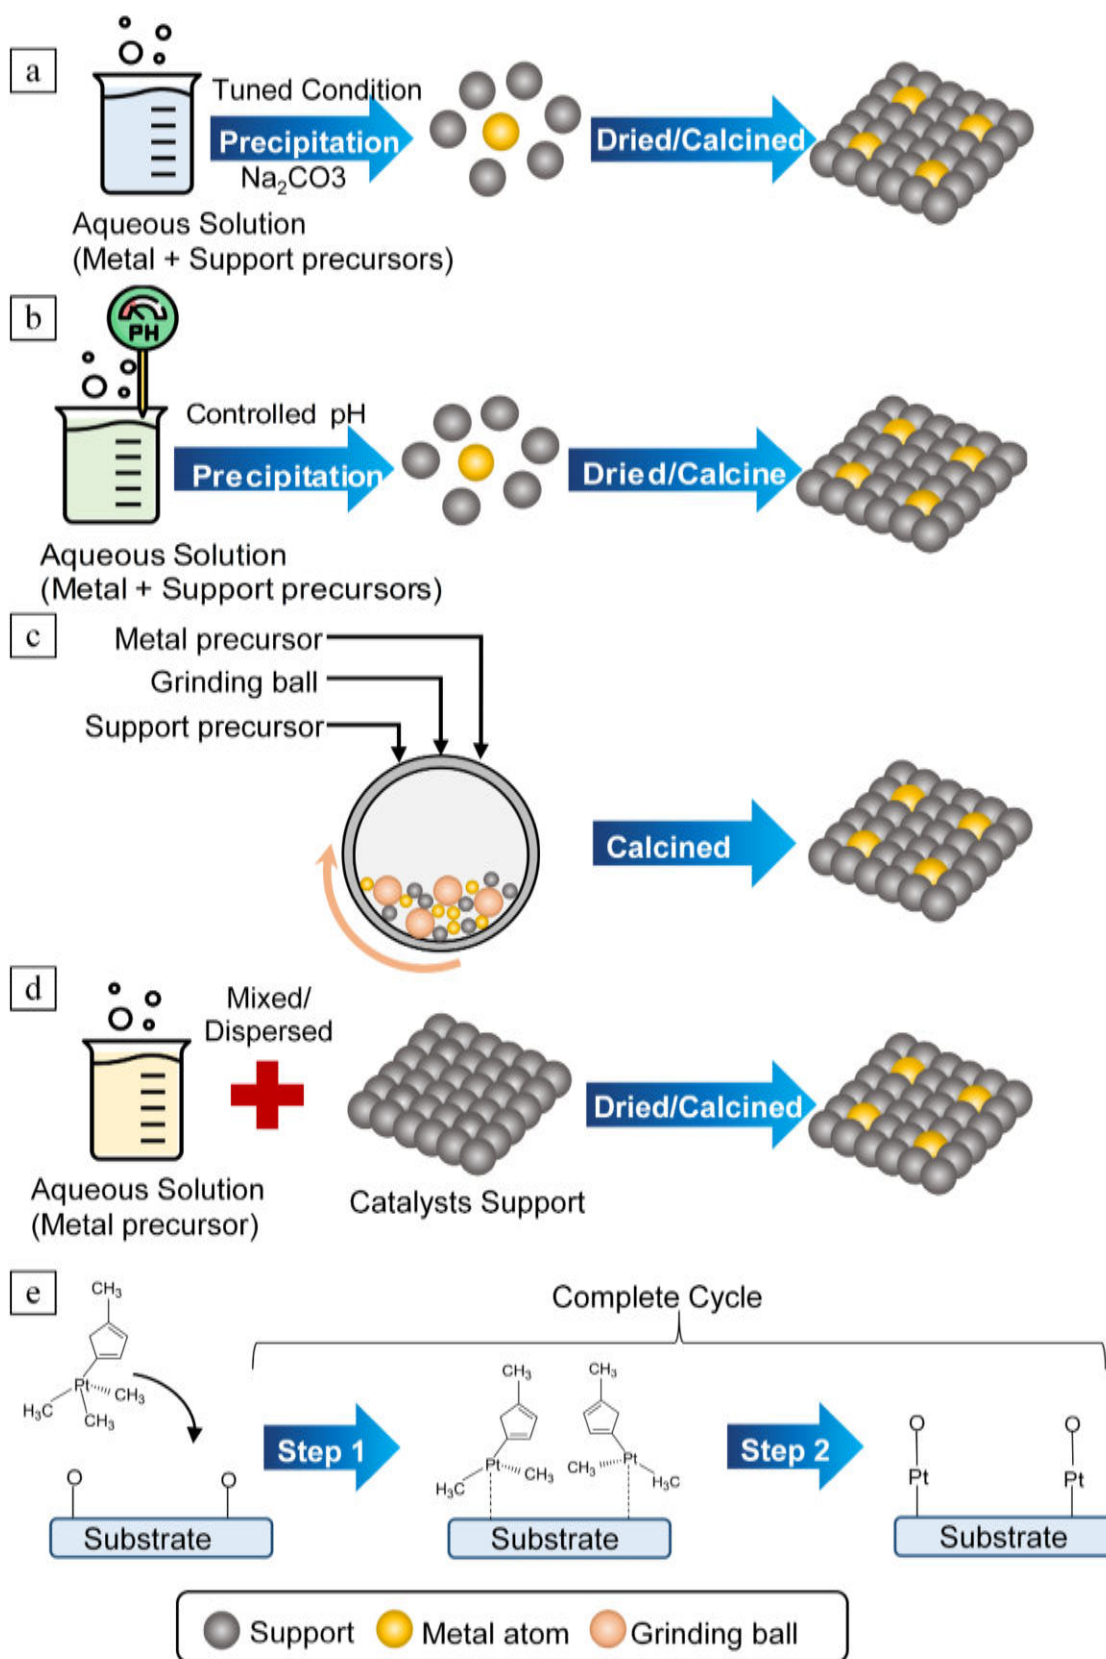 a
Tuned Condition
Precipitation
Na₂CO3
Dried/Calcined
Aqueous Solution
(Metal + Support precursors)
b
PH
Controlled pH
Precipitation
Dried/Calcine
Aqueous Solution
(Metal + Support precursors)
c
Metal precursor
Grinding ball
Support precursor
Calcined
d
Mixed/
Dispersed
Dried/Calcined
Aqueous Solution
(Metal precursor)
Catalysts Support
e
Complete Cycle
CH₃
Pt
CH₃
H₃C
CH₃
O
O
Substrate
Step 1
CH₃
CH₃
Pt
CH₃
H₃C
CH₃
Pt
H₃C
Substrate
Step 2
O
O
Pt
Pt
Substrate
Support
Metal atom
Grinding ball